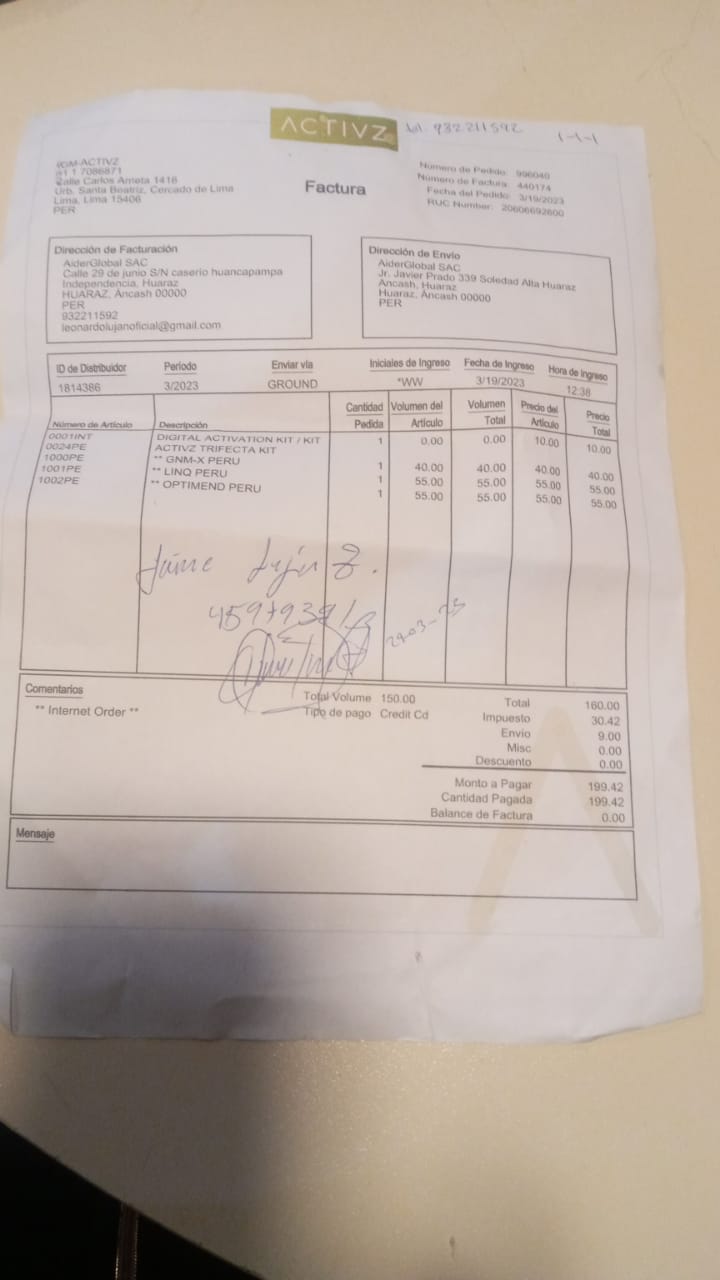 ACTIVZ
tel. 932211592
Factura
Calle Carlos Arrieta 1416
Urb. Santa Beatriz, Cercado de Lima
Lima, Lima 15406
PER
Número de Pedido: 996040
Número de Factura: 440174
Fecha del Pedido: 3/19/2023
RUC Number: 20606692600
Dirección de Facturación
AiderGlobal SAC
Calle 29 de junio S/N caserio huancapampa
Independencia, Huaraz
HUARAZ, Ancash 00000
PER
932211592
leonardolujanoficial@gmail.com
Dirección de Envío
AiderGlobal SAC
Jr. Javier Prado 339 Soledad Alta Huaraz
Ancash, Huaraz
Huaraz, Ancash 00000
PER
ID de Distribuidor Período Enviar vía Iniciales de Ingreso Fecha de Ingreso Hora de Ingreso
1814386 3/2023 GROUND *WW 3/19/2023 12:38
Número de Artículo Descripción Cantidad Pedida Volumen del Artículo Volumen Total Precio del Artículo Precio Total
0001INT DIGITAL ACTIVATION KIT / KIT 1 0.00 0.00 10.00 10.00
0024PE ACTIVZ TRIFECTA KIT
1000PE ** GNM-X PERU 1 40.00 40.00 40.00 40.00
1001PE ** LINQ PERU 1 55.00 55.00 55.00 55.00
1002PE ** OPTIMEND PERU 1 55.00 55.00 55.00 55.00
Jaime Luján Z.
Comentarios
** Internet Order **
Total Volume 150.00
Tipo de pago Credit Cd
Total 160.00
Impuesto 30.42
Envio 9.00
Misc 0.00
Descuento 0.00
Monto a Pagar 199.42
Cantidad Pagada 199.42
Balance de Factura 0.00
Mensaje